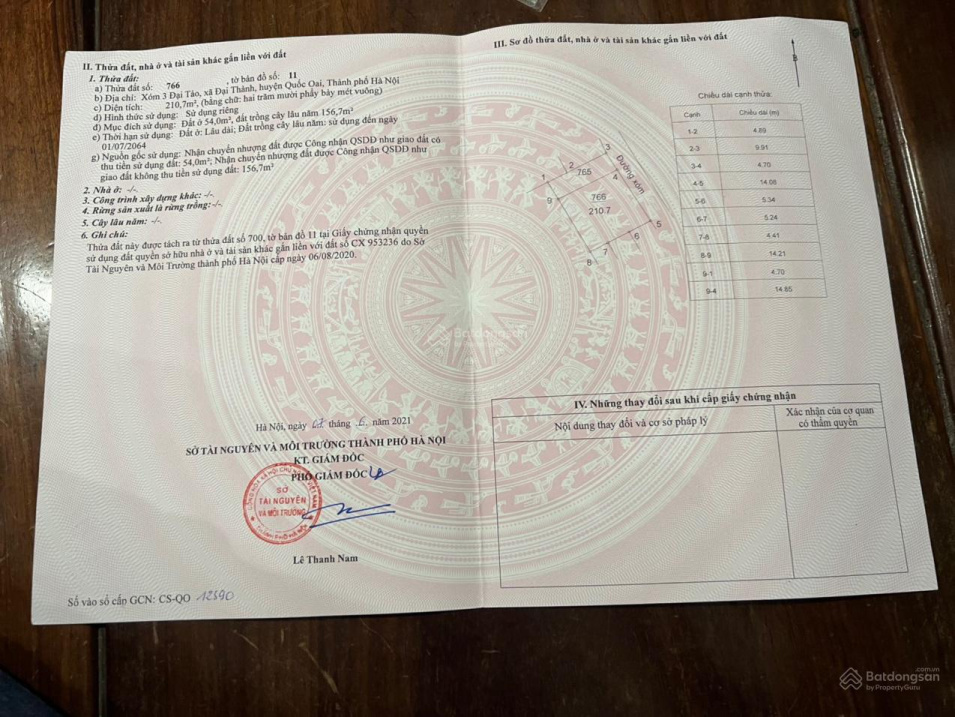 II. Thửa đất, nhà ở và tài sản khác gắn liền với đất
1. Thửa đất:
a) Thửa đất số: 766 , tờ bản đồ số: 11
b) Địa chỉ: Xóm 3 Đại Tảo, xã Đại Thành, huyện Quốc Oai, Thành phố Hà Nội
c) Diện tích: 210,7m², (bằng chữ: hai trăm mười phẩy bảy mét vuông)
d) Hình thức sử dụng: Sử dụng riêng
đ) Mục đích sử dụng: Đất ở 54,0m², đất trồng cây lâu năm 156,7m²
e) Thời hạn sử dụng: Đất ở: Lâu dài; Đất trồng cây lâu năm: sử dụng đến ngày
01/07/2064
g) Nguồn gốc sử dụng: Nhận chuyển nhượng đất được Công nhận QSDĐ như giao đất có
thu tiền sử dụng đất: 54,0m²; Nhận chuyển nhượng đất được Công nhận QSDĐ như
giao đất không thu tiền sử dụng đất: 156,7m²
2. Nhà ở: -/-
3. Công trình xây dựng khác: -/-
4. Rừng sản xuất là rừng trồng:-/-
5. Cây lâu năm: -/-
6. Ghi chú:
Thửa đất này được tách ra từ thửa đất số 700, tờ bản đồ 11 tại Giấy chứng nhận quyền
sử dụng đất quyền sở hữu nhà ở và tài sản khác gắn liền với đất số CX 953236 do Sở
Tài Nguyên và Môi Trường thành phố Hà Nội cấp ngày 06/08/2020.
Hà Nội, ngày tháng năm 2021
SỞ TÀI NGUYÊN VÀ MÔI TRƯỜNG THÀNH PHỐ HÀ NỘI
KT. GIÁM ĐỐC
PHÓ GIÁM ĐỐC
SỞ
TÀI NGUYÊN
VÀ MÔI TRƯỜNG
Lê Thanh Nam
Số vào sổ cấp GCN: CS-QO 12590
III. Sơ đồ thửa đất, nhà ở và tài sản khác gắn liền với đất
B
1
2
3
765
4
Đường xóm
9
766
210.7
5
6
7
8
Chiều dài cạnh thửa:
Cạnh Chiều dài (m)
1-2 4.89
2-3 9.91
3-4 4.70
4-5 14.08
5-6 5.34
6-7 5.24
7-8 4.41
8-9 14.21
9-1 4.70
9-4 14.85
IV. Những thay đổi sau khi cấp giấy chứng nhận
Nội dung thay đổi và cơ sở pháp lý
Xác nhận của cơ quan
có thẩm quyền
Batdongsan
Batdongsan.com.vn
by PropertyGuru